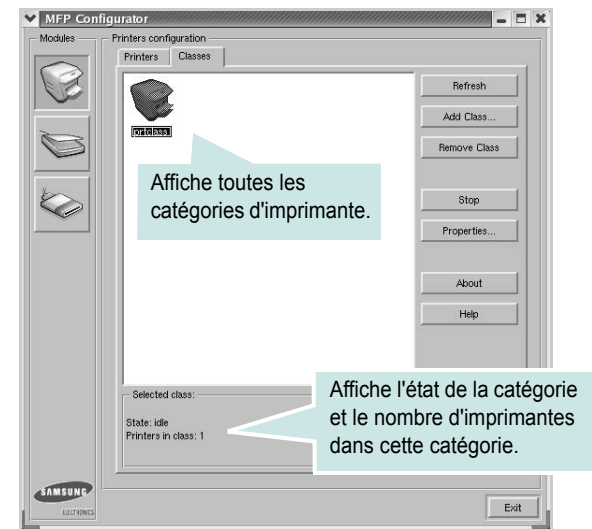 MFP Configurator
Modules
Printers configuration
Printers
Classes
Refresh
Add Class...
Remove Class
prtclass
Affiche toutes les
catégories d'imprimante.
Stop
Properties...
About
Help
Selected class:
State: idle
Printers in class: 1
Affiche l'état de la catégorie
et le nombre d'imprimantes
dans cette catégorie.
SAMSUNG
ELECTRONICS
Exit